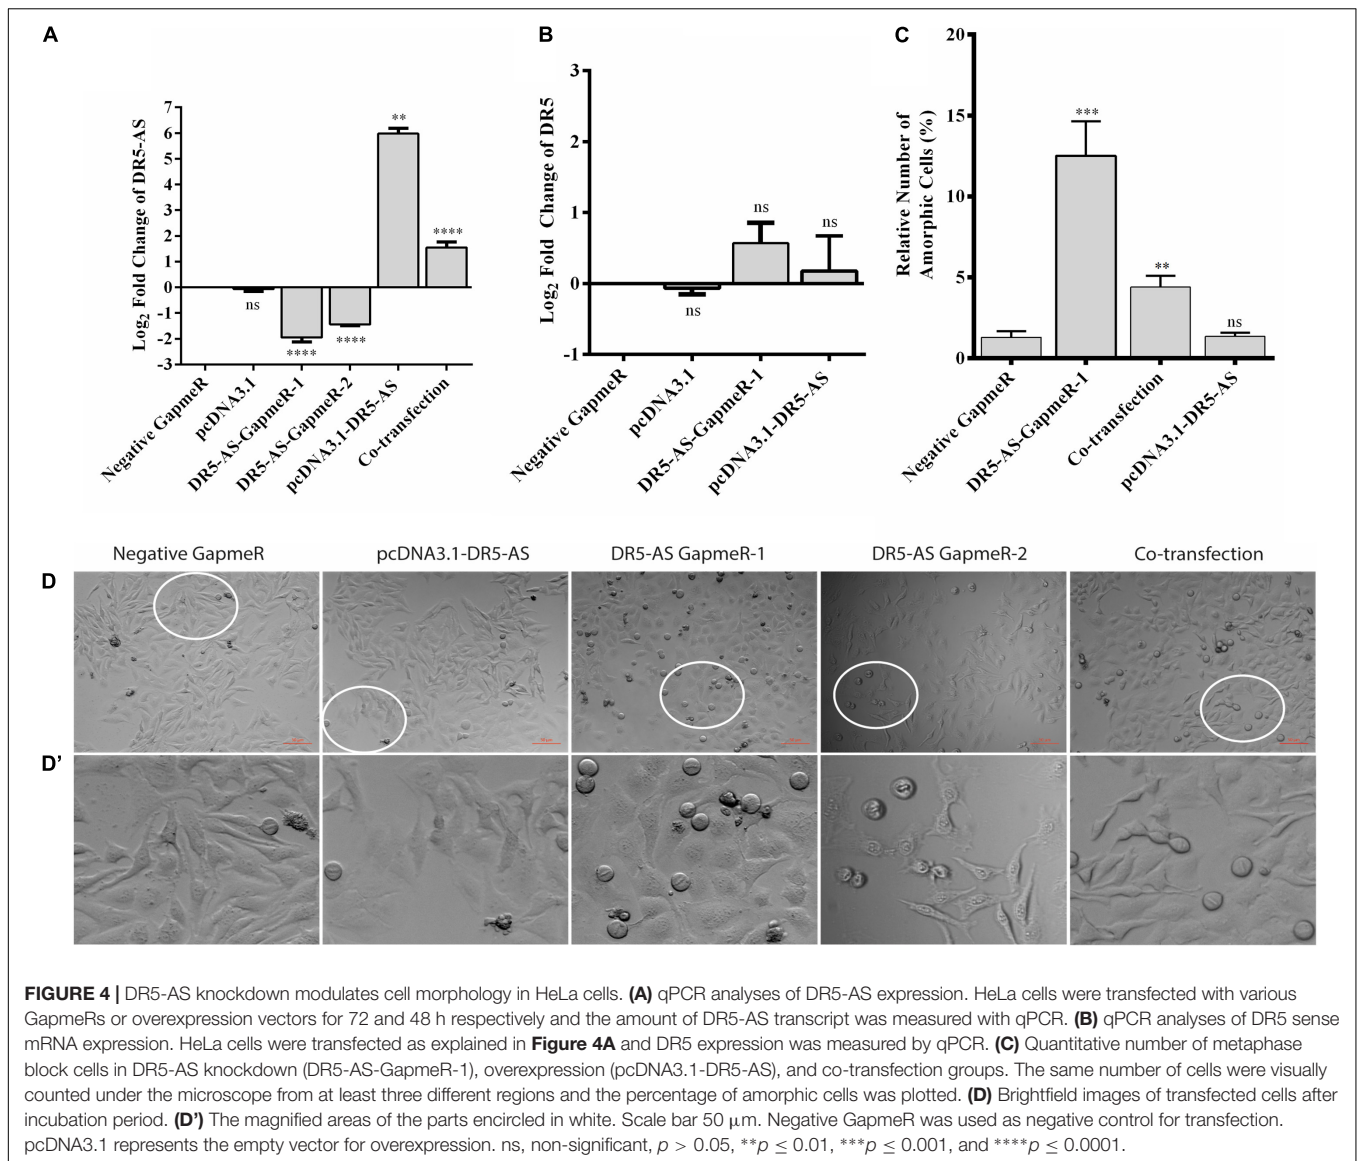 A
Log2 Fold Change of DR5-AS
7
6
5
4
3
2
1
0
-1
-2
-3
ns
****
****
**
****
Negative GapmeR
pcDNA3.1
DR5-AS-GapmeR-1
DR5-AS-GapmeR-2
pcDNA3.1-DR5-AS
Co-transfection
B
Log2 Fold Change of DR5
3
2
1
0
-1
ns
ns
ns
Negative GapmeR
pcDNA3.1
DR5-AS-GapmeR-1
pcDNA3.1-DR5-AS
C
Relative Number of
Amorphic Cells (%)
20
15
10
5
0
***
**
ns
Negative GapmeR
DR5-AS-GapmeR-1
Co-transfection
pcDNA3.1-DR5-AS
Negative GapmeR
pcDNA3.1-DR5-AS
DR5-AS GapmeR-1
DR5-AS GapmeR-2
Co-transfection
D
D’
FIGURE 4 | DR5-AS knockdown modulates cell morphology in HeLa cells. (A) qPCR analyses of DR5-AS expression. HeLa cells were transfected with various
GapmeRs or overexpression vectors for 72 and 48 h respectively and the amount of DR5-AS transcript was measured with qPCR. (B) qPCR analyses of DR5 sense
mRNA expression. HeLa cells were transfected as explained in Figure 4A and DR5 expression was measured by qPCR. (C) Quantitative number of metaphase
block cells in DR5-AS knockdown (DR5-AS-GapmeR-1), overexpression (pcDNA3.1-DR5-AS), and co-transfection groups. The same number of cells were visually
counted under the microscope from at least three different regions and the percentage of amorphic cells was plotted. (D) Brightfield images of transfected cells after
incubation period. (D’) The magnified areas of the parts encircled in white. Scale bar 50 μm. Negative GapmeR was used as negative control for transfection.
pcDNA3.1 represents the empty vector for overexpression. ns, non-significant, p > 0.05, **p ≤ 0.01, ***p ≤ 0.001, and ****p ≤ 0.0001.